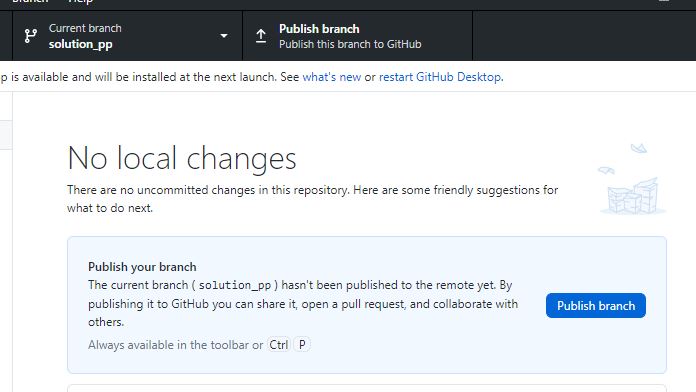 Help
Current branch
solution_pp
Publish branch
Publish this branch to GitHub
p is available and will be installed at the next launch. See what's new or restart GitHub Desktop.
No local changes
There are no uncommitted changes in this repository. Here are some friendly suggestions for
what to do next.
Publish your branch
The current branch ( solution_pp ) hasn't been published to the remote yet. By
publishing it to GitHub you can share it, open a pull request, and collaborate with
others.
Publish branch
Always available in the toolbar or Ctrl P